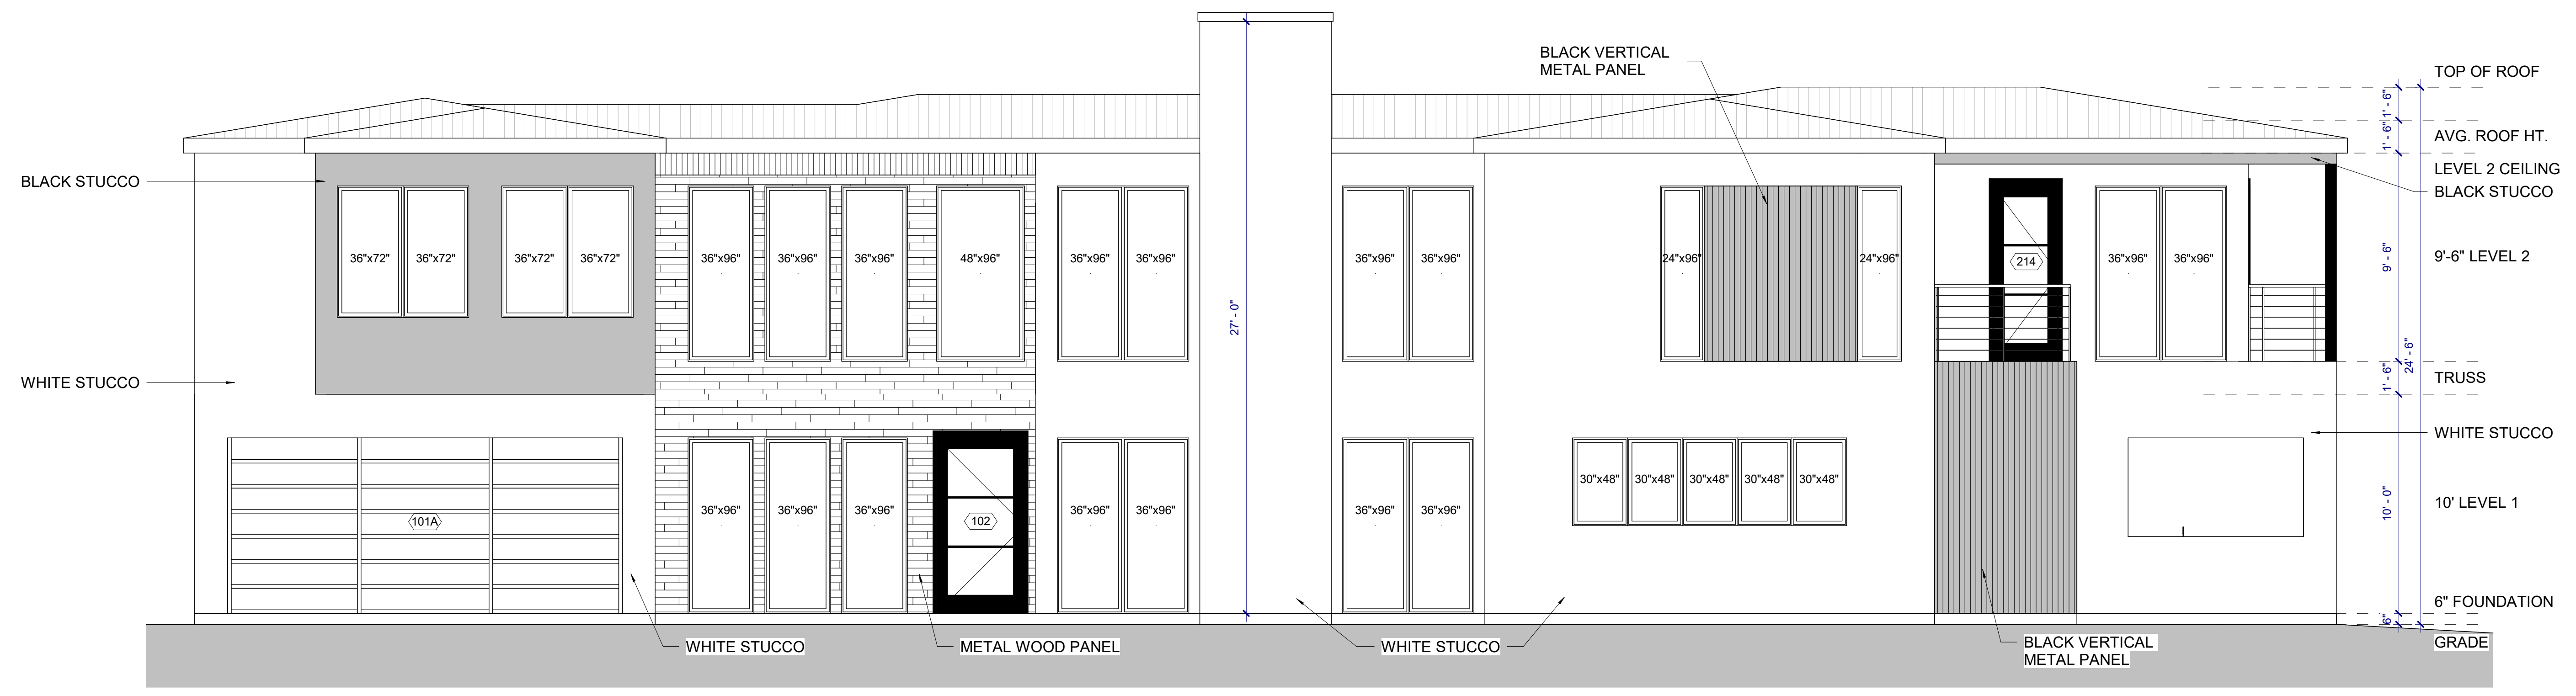 BLACK VERTICAL
METAL PANEL
TOP OF ROOF
1' - 6"
1' - 6"
AVG. ROOF HT.
LEVEL 2 CEILING
BLACK STUCCO
BLACK STUCCO
36"x72"
36"x72"
36"x72"
36"x72"
36"x96"
36"x96"
36"x96"
48"x96"
36"x96"
36"x96"
36"x96"
36"x96"
24"x96"
24"x96"
214
36"x96"
36"x96"
9' - 6"
9'-6" LEVEL 2
27' - 0"
WHITE STUCCO
1' - 6"
24' - 6"
TRUSS
WHITE STUCCO
30"x48"
30"x48"
30"x48"
30"x48"
30"x48"
101A
36"x96"
36"x96"
36"x96"
102
36"x96"
36"x96"
36"x96"
36"x96"
10' - 0"
10' LEVEL 1
6" FOUNDATION
6"
GRADE
WHITE STUCCO
METAL WOOD PANEL
WHITE STUCCO
BLACK VERTICAL
METAL PANEL